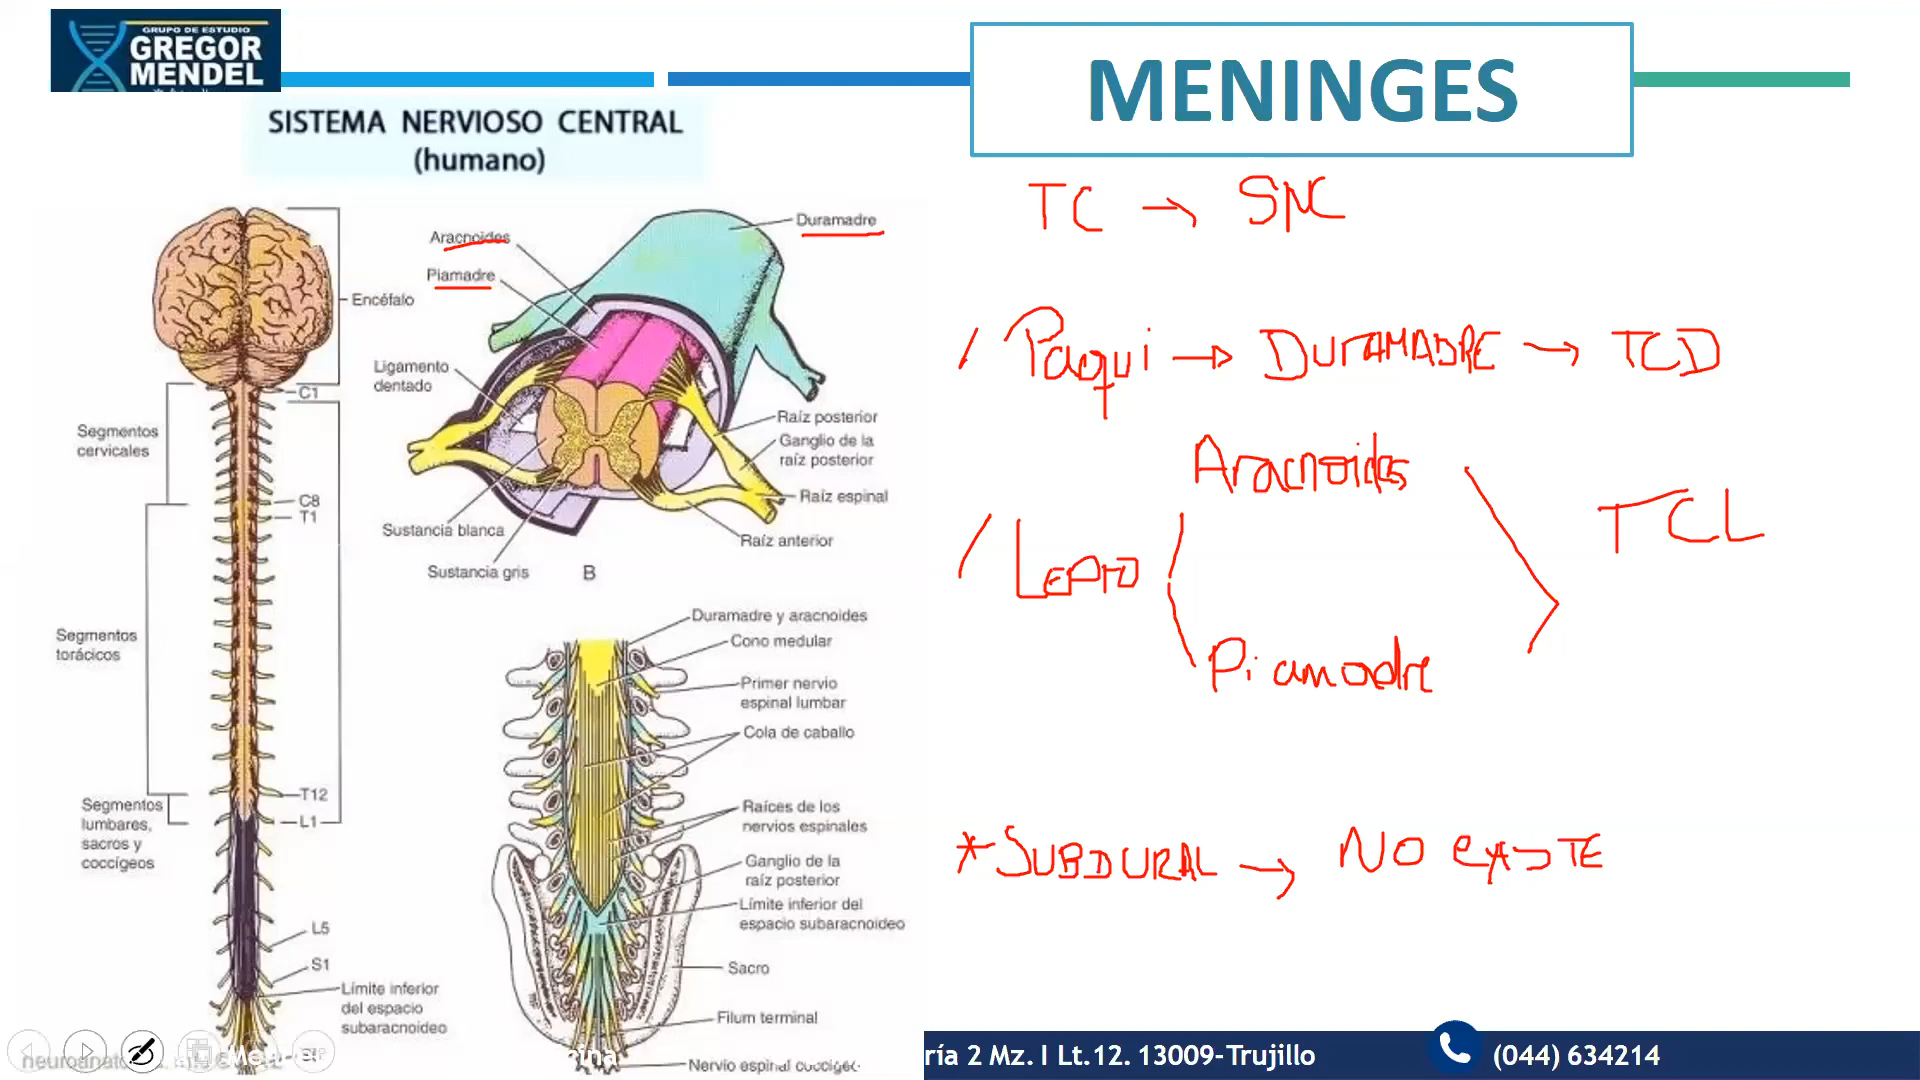 GRUPO DE ESTUDIO
GREGOR
MENDEL
MENINGES
SISTEMA NERVIOSO CENTRAL
(humano)
Encéfalo
C1
Segmentos
cervicales
C8
T1
Segmentos
torácicos
T12
Segmentos
lumbares,
sacros y
coccígeos
L1
L5
S1
Límite inferior
del espacio
subaracnoideo
Aracnoides
Piamadre
Duramadre
Ligamento
dentado
Raíz posterior
Ganglio de la
raíz posterior
Raíz espinal
Sustancia blanca
Raíz anterior
Sustancia gris
B
Duramadre y aracnoides
Cono medular
Primer nervio
espinal lumbar
Cola de caballo
Raíces de los
nervios espinales
Ganglio de la
raíz posterior
Límite inferior del
espacio subaracnoideo
Sacro
Filum terminal
Nervio espinal coccígeo
TC → SNC
/ Paqui → DURAMADRE → TCD
Aracnoides
/ LEPTO
TCL
Piamadre
* SUBDURAL → NO EXISTE
ría 2 Mz. I Lt.12. 13009-Trujillo
(044) 634214